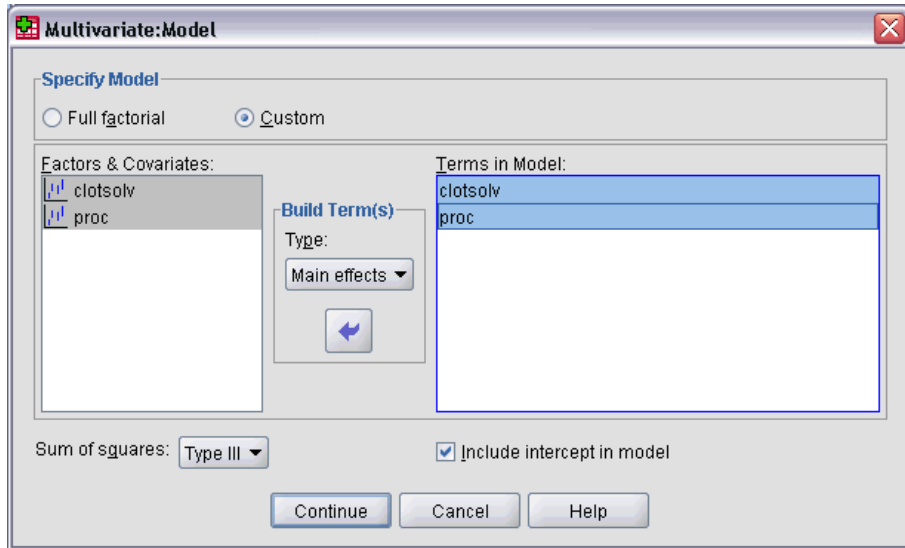 Multivariate:Model
Specify Model
Full factorial
Custom
Factors & Covariates:
clotsolv
proc
Build Term(s)
Type:
Main effects
Terms in Model:
clotsolv
proc
Sum of squares:
Type III
Include intercept in model
Continue
Cancel
Help